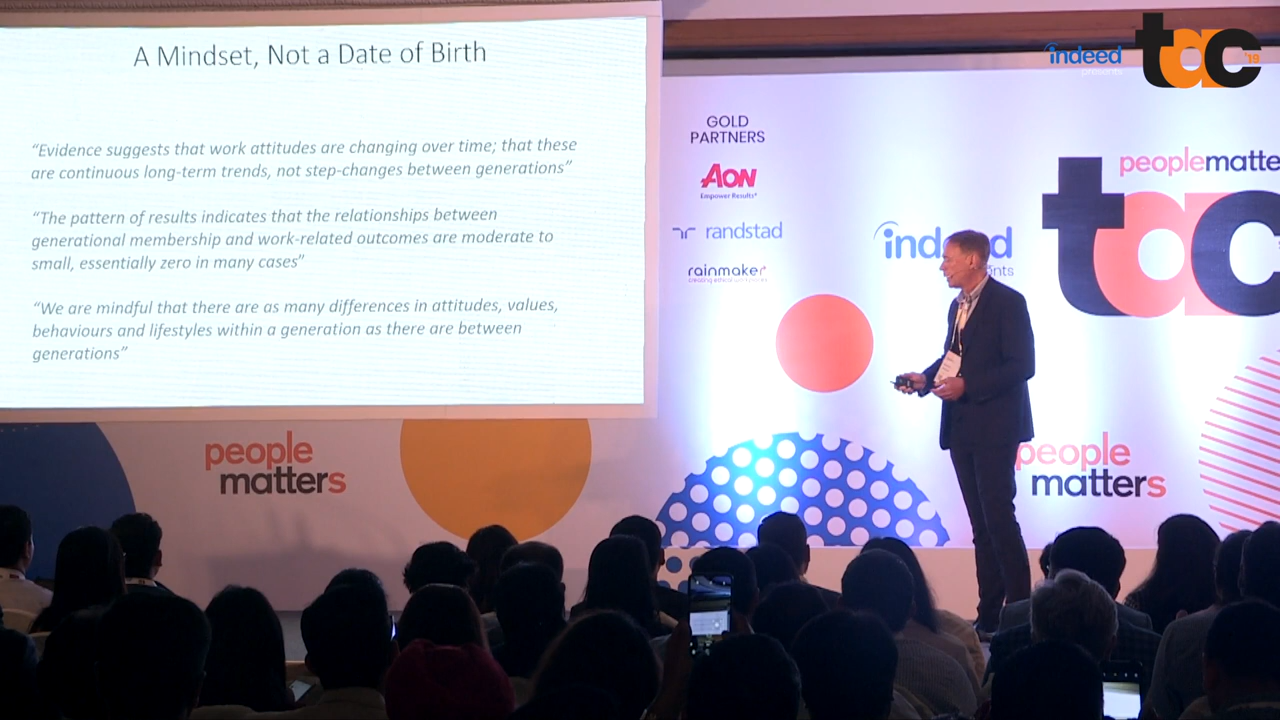 A Mindset, Not a Date of Birth
“Evidence suggests that work attitudes are changing over time; that these
are continuous long-term trends, not step-changes between generations”
“The pattern of results indicates that the relationships between
generational membership and work-related outcomes are moderate to
small, essentially zero in many cases”
“We are mindful that there are as many differences in attitudes, values,
behaviours and lifestyles within a generation as there are between
generations”
indeed
presents
tac
'19
GOLD
PARTNERS
AON
Empower Results®
randstad
rainmaker
peoplematte
tac
people
matters
people
matters